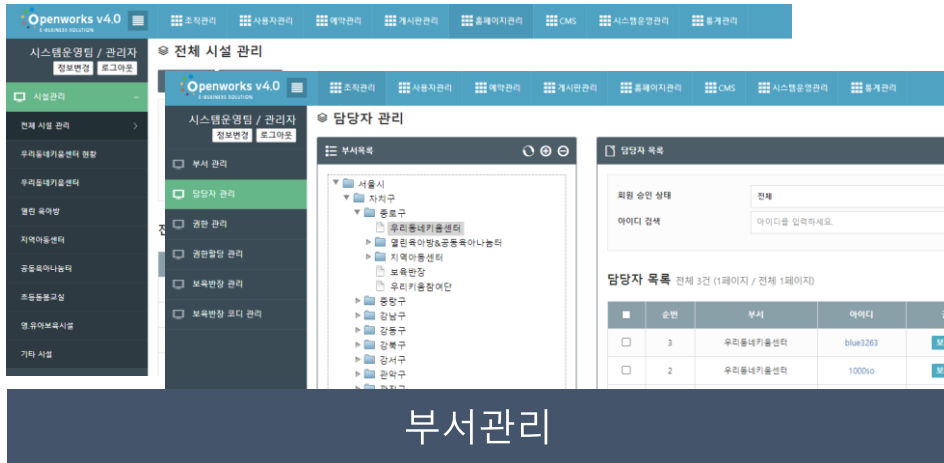 Openworks v4.0
E-BUSINESS SOLUTION
조직관리 사용자관리 예약관리 게시판관리 홈페이지관리 CMS 시스템운영관리 통계관리
시스템운영팀 / 관리자
정보변경 로그아웃
전체 시설 관리
시설관리
전체 시설 관리
우리동네키움센터 현황
우리동네키움센터
열린 육아방
지역아동센터
공동육아나눔터
초등돌봄교실
영.유아보육시설
기타 시설
Openworks v4.0
E-BUSINESS SOLUTION
조직관리 사용자관리 예약관리 게시판관리 홈페이지관리 CMS 시스템운영관리 통계관리
시스템운영팀 / 관리자
정보변경 로그아웃
부서 관리
담당자 관리
권한 관리
권한할당 관리
보육반장 관리
보육반장 코디 관리
담당자 관리
부서목록
서울시
자치구
종로구
우리동네키움센터
열린육아방&공동육아나눔터
지역아동센터
보육반장
우리키움참여단
중랑구
강남구
강동구
강북구
강서구
관악구
담당자 목록
회원 승인 상태 전체
아이디 검색 아이디을 입력하세요.
담당자 목록 전체 3건 (1페이지 / 전체 1페이지)
순번 부서 아이디
3 우리동네키움센터 blue3263
2 우리동네키움센터 1000so
부서관리